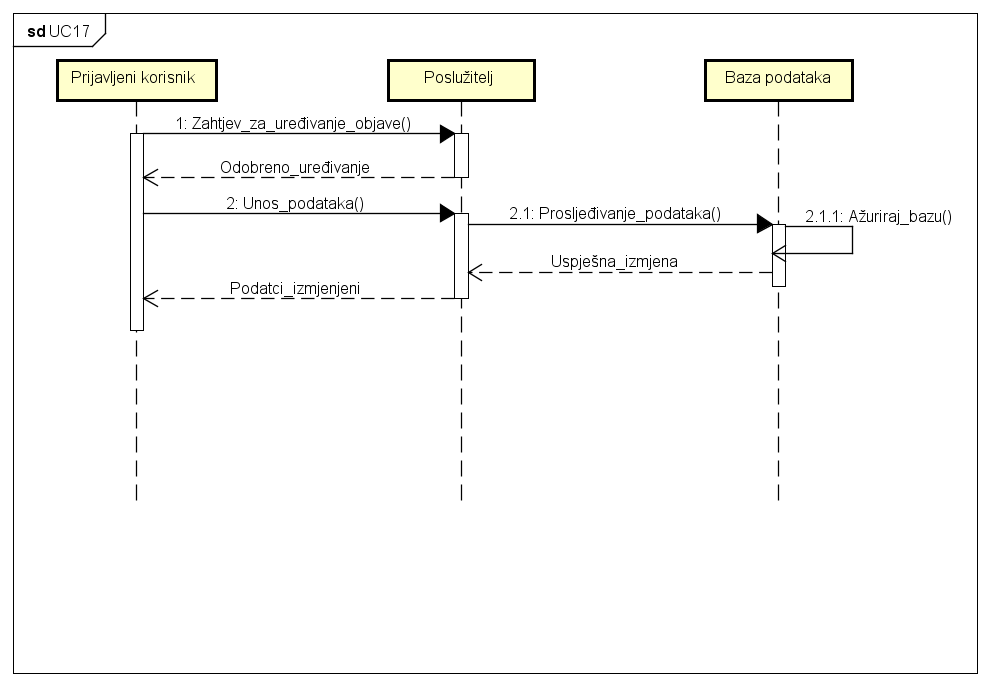 sd UC17
Prijavljeni korisnik
Poslužitelj
Baza podataka
1: Zahtjev_za_uređivanje_objave()
Odobreno_uređivanje
2: Unos_podataka()
2.1: Prosljeđivanje_podataka()
2.1.1: Ažuriraj_bazu()
Uspješna_izmjena
Podatci_izmjenjeni